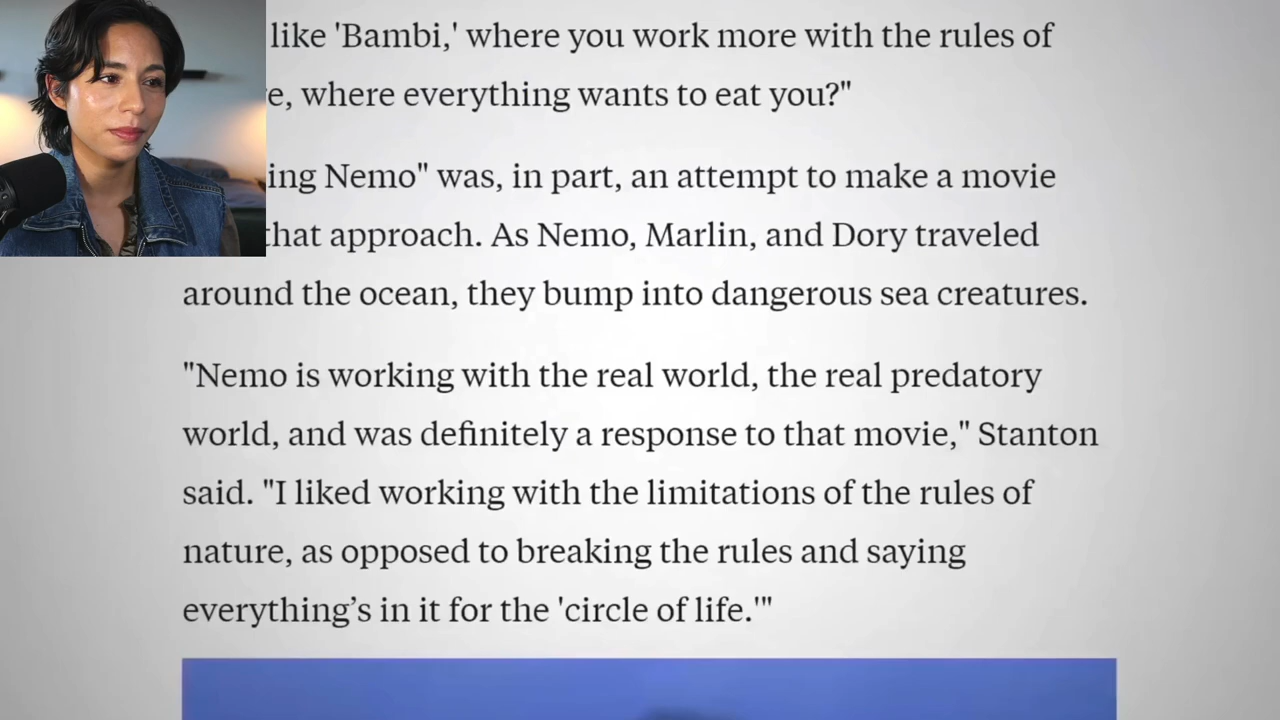 like 'Bambi,' where you work more with the rules of
e, where everything wants to eat you?"
ing Nemo" was, in part, an attempt to make a movie
that approach. As Nemo, Marlin, and Dory traveled
around the ocean, they bump into dangerous sea creatures.
"Nemo is working with the real world, the real predatory
world, and was definitely a response to that movie," Stanton
said. "I liked working with the limitations of the rules of
nature, as opposed to breaking the rules and saying
everything’s in it for the 'circle of life.'"